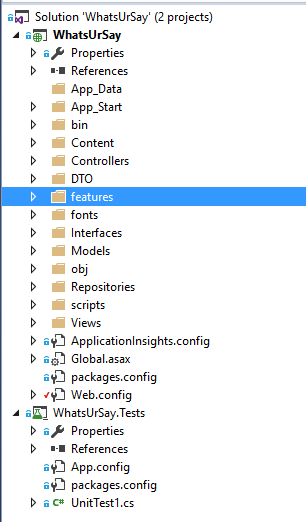 Solution 'WhatsUrSay' (2 projects)
WhatsUrSay
Properties
References
App_Data
App_Start
bin
Content
Controllers
DTO
features
fonts
Interfaces
Models
obj
Repositories
scripts
Views
ApplicationInsights.config
Global.asax
packages.config
Web.config
WhatsUrSay.Tests
Properties
References
App.config
packages.config
C# UnitTest1.cs